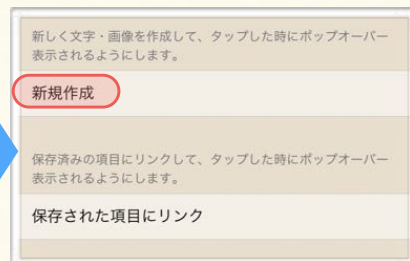 新しく文字・画像を作成して、タップした時にポップオーバー
表示されるようにします。
新規作成
保存済みの項目にリンクして、タップした時にポップオーバー
表示されるようにします。
保存された項目にリンク